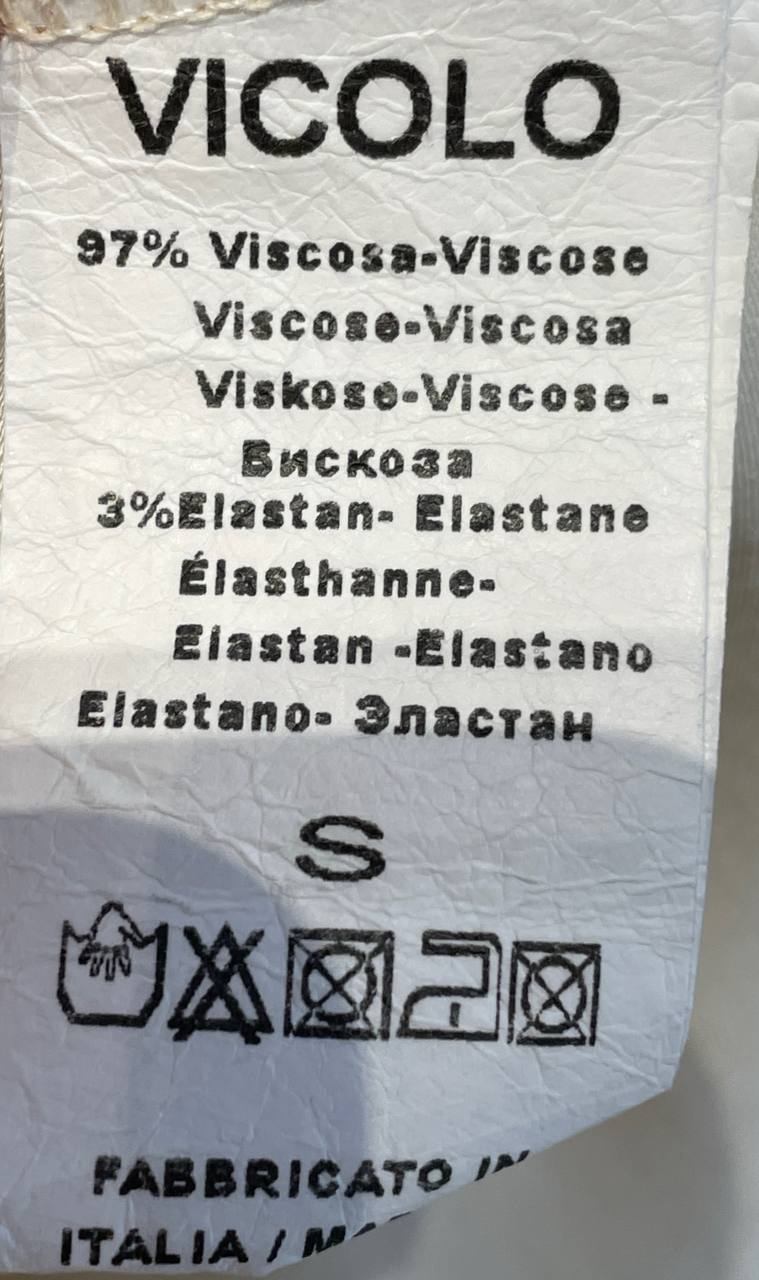 VICOLO
97% Viscosa-Viscose
Viscose-Viscosa
Viskose-Viscose -
Вискоза
3%Elastan- Elastane
Élasthanne-
Elastan -Elastano
Elastano- Эластан
S
FABBRICATO IN
ITALIA /